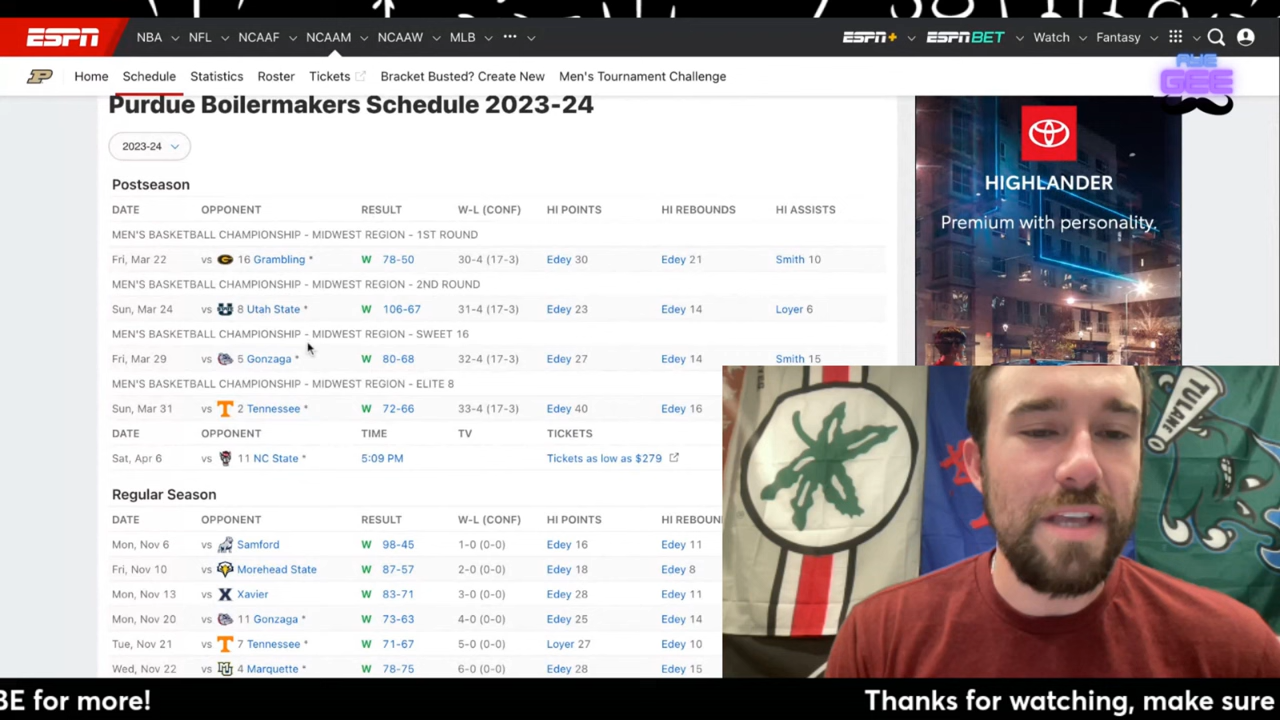 ESPN NBA NFL NCAAF NCAAM NCAAW MLB ••• ESPN+ ESPN BET Watch Fantasy
Home Schedule Statistics Roster Tickets Bracket Busted? Create New Men's Tournament Challenge
AYE
GEE
Purdue Boilermakers Schedule 2023-24
2023-24
Postseason
DATE OPPONENT RESULT W-L (CONF) HI POINTS HI REBOUNDS HI ASSISTS
MEN'S BASKETBALL CHAMPIONSHIP - MIDWEST REGION - 1ST ROUND
Fri, Mar 22 vs 16 Grambling * W 78-50 30-4 (17-3) Edey 30 Edey 21 Smith 10
MEN'S BASKETBALL CHAMPIONSHIP - MIDWEST REGION - 2ND ROUND
Sun, Mar 24 vs 8 Utah State * W 106-67 31-4 (17-3) Edey 23 Edey 14 Loyer 6
MEN'S BASKETBALL CHAMPIONSHIP - MIDWEST REGION - SWEET 16
Fri, Mar 29 vs 5 Gonzaga * W 80-68 32-4 (17-3) Edey 27 Edey 14 Smith 15
MEN'S BASKETBALL CHAMPIONSHIP - MIDWEST REGION - ELITE 8
Sun, Mar 31 vs 2 Tennessee * W 72-66 33-4 (17-3) Edey 40 Edey 16
DATE OPPONENT TIME TV TICKETS
Sat, Apr 6 vs 11 NC State * 5:09 PM Tickets as low as $279
Regular Season
DATE OPPONENT RESULT W-L (CONF) HI POINTS HI REBOUN
Mon, Nov 6 vs Samford W 98-45 1-0 (0-0) Edey 16 Edey 11
Fri, Nov 10 vs Morehead State W 87-57 2-0 (0-0) Edey 18 Edey 8
Mon, Nov 13 vs Xavier W 83-71 3-0 (0-0) Edey 28 Edey 11
Mon, Nov 20 vs 11 Gonzaga * W 73-63 4-0 (0-0) Edey 25 Edey 14
Tue, Nov 21 vs 7 Tennessee * W 71-67 5-0 (0-0) Loyer 27 Edey 10
Wed, Nov 22 vs 4 Marquette * W 78-75 6-0 (0-0) Edey 28 Edey 15
HIGHLANDER
Premium with personality.
TULANE
BE for more! Thanks for watching, make sure